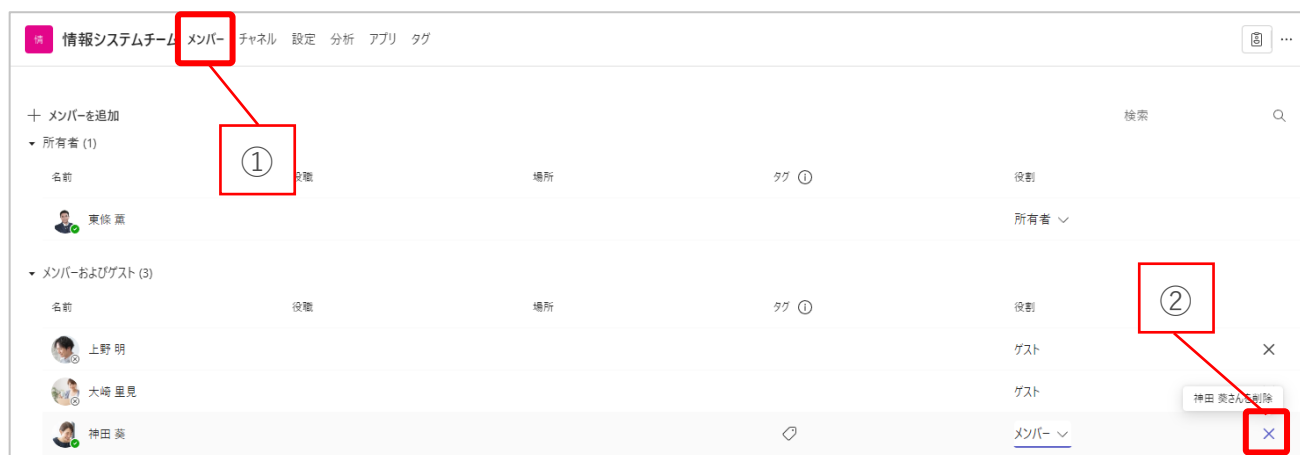 情 情報システムチーム メンバー チャネル 設定 分析 アプリ タグ
メンバーを追加 検索
所有者 (1)
①
名前 役職 場所 タグ 役割
東條 薫 所有者
メンバーおよびゲスト (3)
②
名前 役職 場所 タグ 役割
上野 明 ゲスト
大崎 里見 ゲスト
神田 葵さんを削除
神田 葵 メンバー